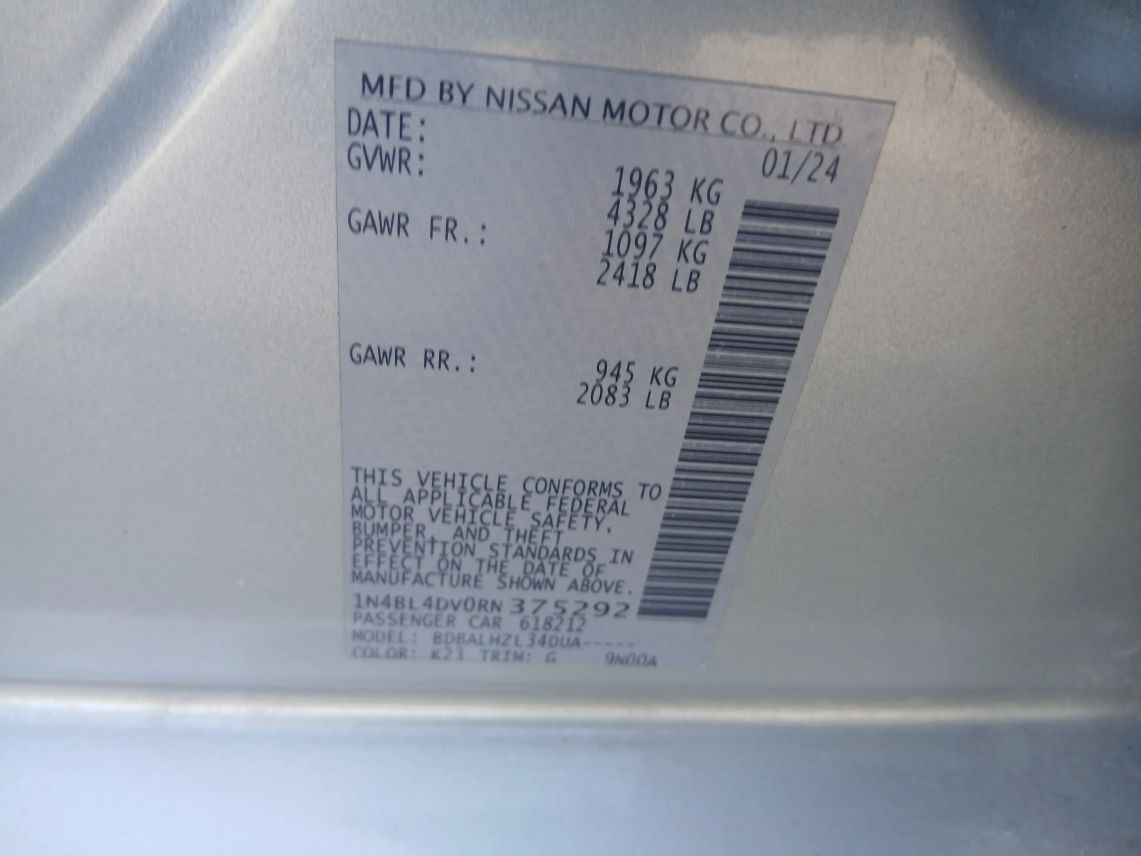 MFD BY NISSAN MOTOR CO., LTD
DATE: 01/24
GVWR: 1963 KG
4328 LB
GAWR FR.: 1097 KG
2418 LB
GAWR RR.: 945 KG
2083 LB
THIS VEHICLE CONFORMS TO
ALL APPLICABLE FEDERAL
MOTOR VEHICLE SAFETY,
BUMPER, AND THEFT
PREVENTION STANDARDS IN
EFFECT ON THE DATE OF
MANUFACTURE SHOWN ABOVE.
1N4BL4DV0RN375292
PASSENGER CAR 618212
MODEL: BDBALHZL34DUA-----
COLOR: K23 TRIM: G 9N00A